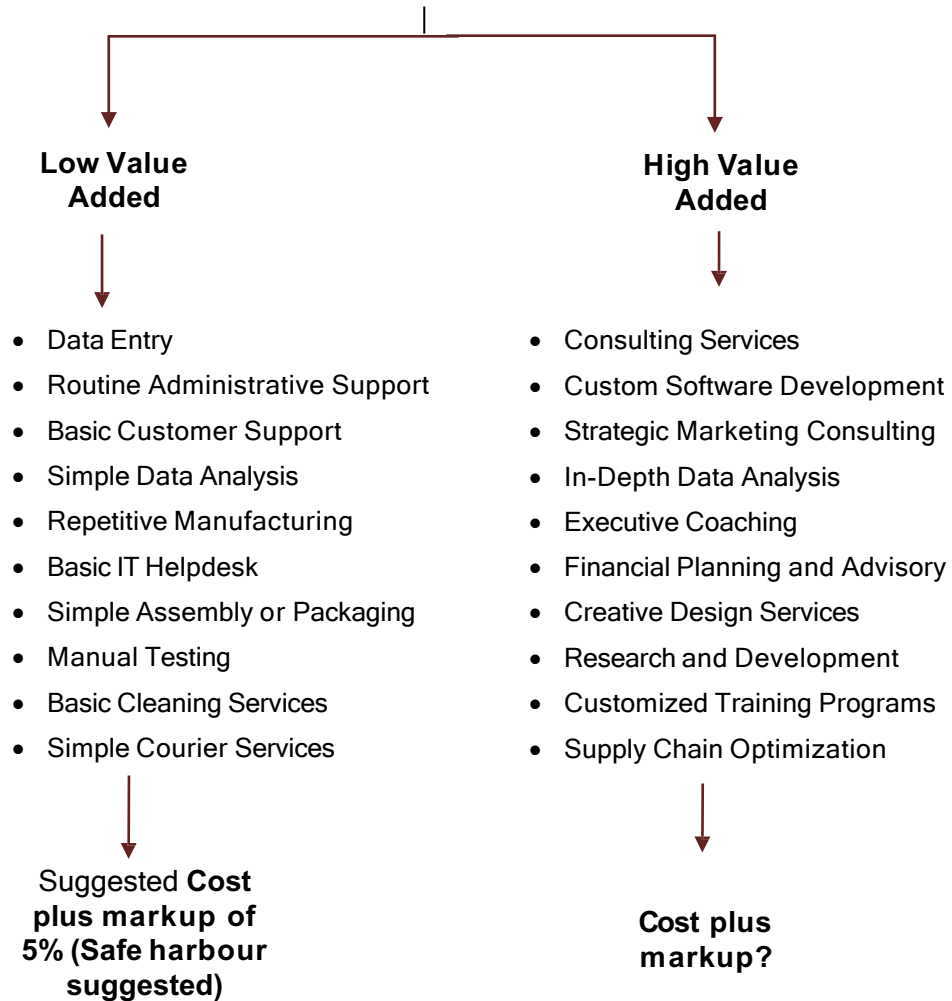 Low Value
Added
High Value
Added
• Data Entry
• Routine Administrative Support
• Basic Customer Support
• Simple Data Analysis
• Repetitive Manufacturing
• Basic IT Helpdesk
• Simple Assembly or Packaging
• Manual Testing
• Basic Cleaning Services
• Simple Courier Services
• Consulting Services
• Custom Software Development
• Strategic Marketing Consulting
• In-Depth Data Analysis
• Executive Coaching
• Financial Planning and Advisory
• Creative Design Services
• Research and Development
• Customized Training Programs
• Supply Chain Optimization
Suggested Cost
plus markup of
5% (Safe harbour
suggested)
Cost plus
markup?